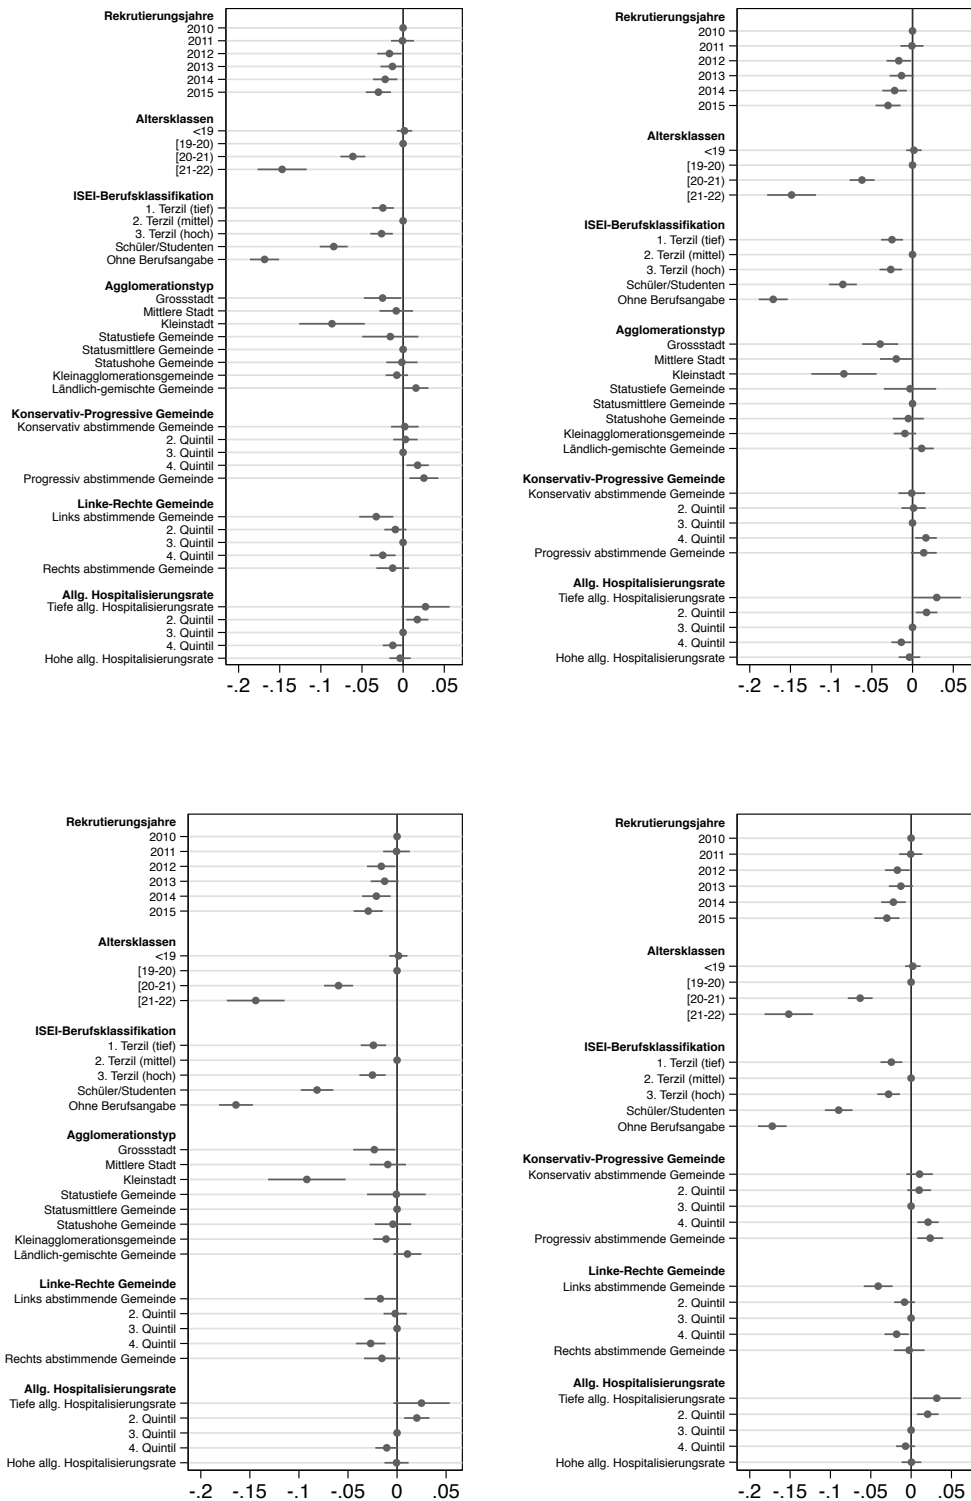 Rekrutierungsjahre
2010
2011
2012
2013
2014
2015
Altersklassen
<19
[19-20)
[20-21)
[21-22)
ISEI-Berufsklassifikation
1. Terzil (tief)
2. Terzil (mittel)
3. Terzil (hoch)
Schüler/Studenten
Ohne Berufsangabe
Agglomerationstyp
Grossstadt
Mittlere Stadt
Kleinstadt
Statustiefe Gemeinde
Statusmittlere Gemeinde
Statushohe Gemeinde
Kleinagglomerationsgemeinde
Ländlich-gemischte Gemeinde
Konservativ-Progressive Gemeinde
Konservativ abstimmende Gemeinde
2. Quintil
3. Quintil
4. Quintil
Progressiv abstimmende Gemeinde
Linke-Rechte Gemeinde
Links abstimmende Gemeinde
2. Quintil
3. Quintil
4. Quintil
Rechts abstimmende Gemeinde
Allg. Hospitalisierungsrate
Tiefe allg. Hospitalisierungsrate
2. Quintil
3. Quintil
4. Quintil
Hohe allg. Hospitalisierungsrate
-.2 -.15 -.1 -.05 0 .05
Rekrutierungsjahre
2010
2011
2012
2013
2014
2015
Altersklassen
<19
[19-20)
[20-21)
[21-22)
ISEI-Berufsklassifikation
1. Terzil (tief)
2. Terzil (mittel)
3. Terzil (hoch)
Schüler/Studenten
Ohne Berufsangabe
Agglomerationstyp
Grossstadt
Mittlere Stadt
Kleinstadt
Statustiefe Gemeinde
Statusmittlere Gemeinde
Statushohe Gemeinde
Kleinagglomerationsgemeinde
Ländlich-gemischte Gemeinde
Konservativ-Progressive Gemeinde
Konservativ abstimmende Gemeinde
2. Quintil
3. Quintil
4. Quintil
Progressiv abstimmende Gemeinde
Allg. Hospitalisierungsrate
Tiefe allg. Hospitalisierungsrate
2. Quintil
3. Quintil
4. Quintil
Hohe allg. Hospitalisierungsrate
-.2 -.15 -.1 -.05 0 .05
Rekrutierungsjahre
2010
2011
2012
2013
2014
2015
Altersklassen
<19
[19-20)
[20-21)
[21-22)
ISEI-Berufsklassifikation
1. Terzil (tief)
2. Terzil (mittel)
3. Terzil (hoch)
Schüler/Studenten
Ohne Berufsangabe
Agglomerationstyp
Grossstadt
Mittlere Stadt
Kleinstadt
Statustiefe Gemeinde
Statusmittlere Gemeinde
Statushohe Gemeinde
Kleinagglomerationsgemeinde
Ländlich-gemischte Gemeinde
Linke-Rechte Gemeinde
Links abstimmende Gemeinde
2. Quintil
3. Quintil
4. Quintil
Rechts abstimmende Gemeinde
Allg. Hospitalisierungsrate
Tiefe allg. Hospitalisierungsrate
2. Quintil
3. Quintil
4. Quintil
Hohe allg. Hospitalisierungsrate
-.2 -.15 -.1 -.05 0 .05
Rekrutierungsjahre
2010
2011
2012
2013
2014
2015
Altersklassen
<19
[19-20)
[20-21)
[21-22)
ISEI-Berufsklassifikation
1. Terzil (tief)
2. Terzil (mittel)
3. Terzil (hoch)
Schüler/Studenten
Ohne Berufsangabe
Konservativ-Progressive Gemeinde
Konservativ abstimmende Gemeinde
2. Quintil
3. Quintil
4. Quintil
Progressiv abstimmende Gemeinde
Linke-Rechte Gemeinde
Links abstimmende Gemeinde
2. Quintil
3. Quintil
4. Quintil
Rechts abstimmende Gemeinde
Allg. Hospitalisierungsrate
Tiefe allg. Hospitalisierungsrate
2. Quintil
3. Quintil
4. Quintil
Hohe allg. Hospitalisierungsrate
-.2 -.15 -.1 -.05 0 .05